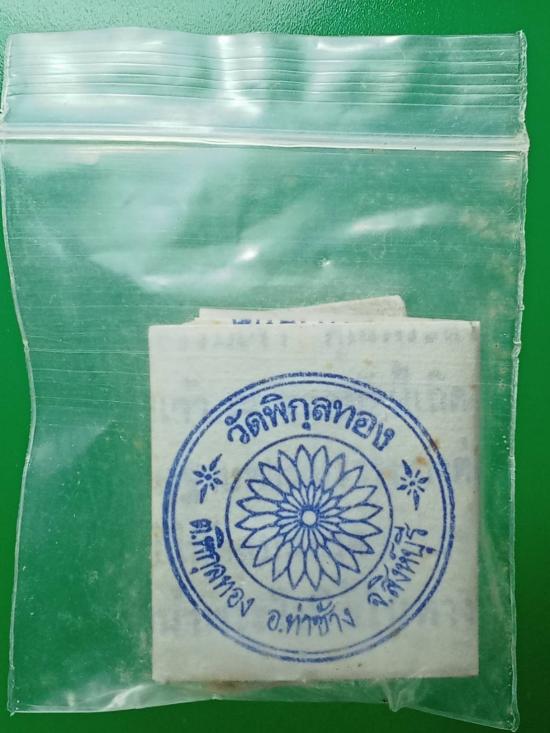 วัดพิกุลทอง
ต.พิกุลทอง อ.ท่าช้าง จ.สิงห์บุรี